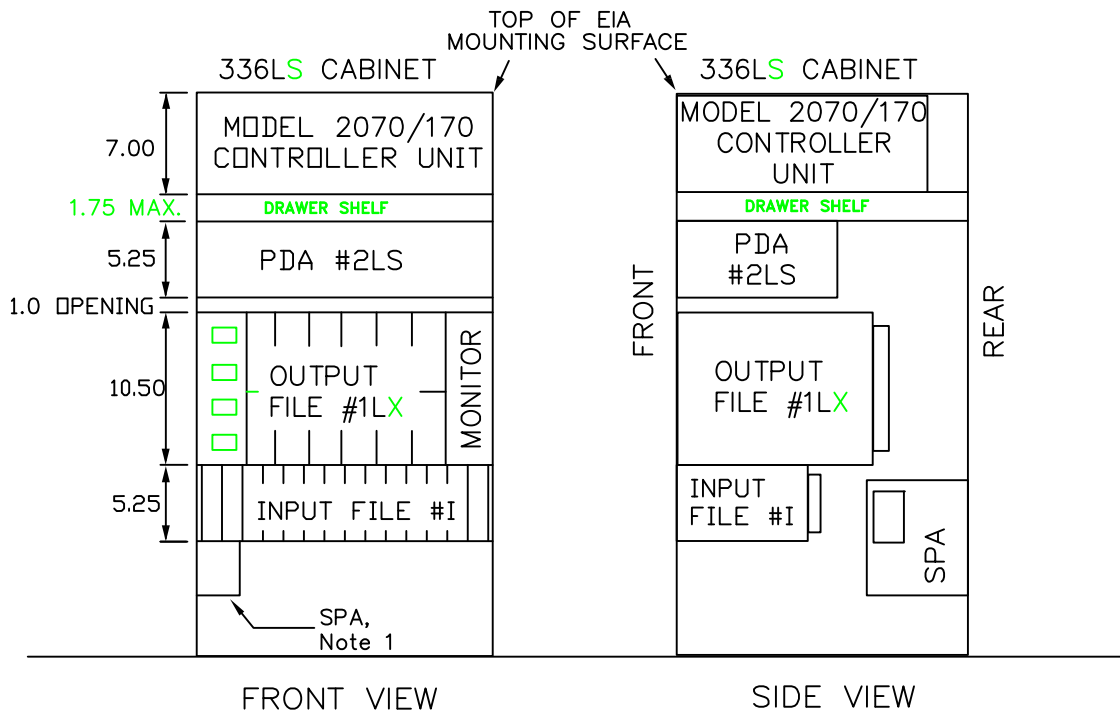 TOP OF EIA
MOUNTING SURFACE
336LS CABINET
MODEL 2070/170
CONTROLLER UNIT
7.00
1.75 MAX.
DRAWER SHELF
5.25
PDA #2LS
1.0 OPENING
10.50
OUTPUT
FILE #1LX
MONITOR
5.25
INPUT FILE #I
SPA,
Note 1
FRONT VIEW
336LS CABINET
MODEL 2070/170
CONTROLLER
UNIT
DRAWER SHELF
PDA
#2LS
FRONT
REAR
OUTPUT
FILE #1LX
INPUT
FILE #I
SPA
SIDE VIEW